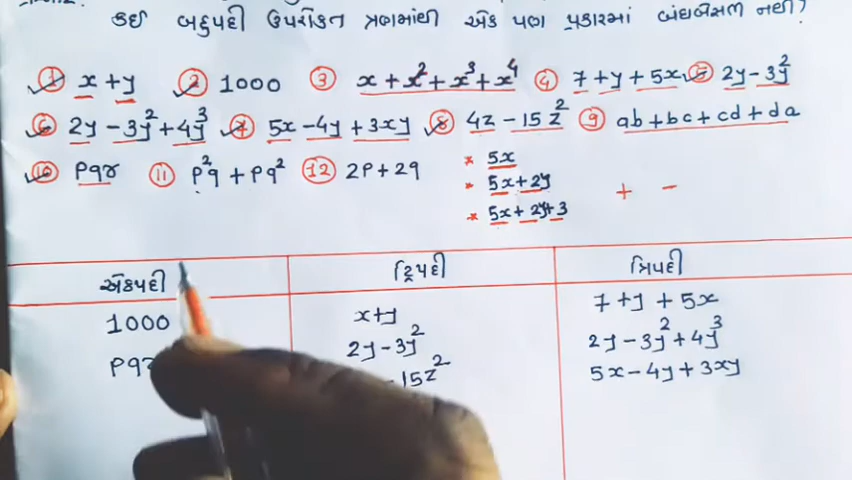 કઈ બહુપદી ઉપરોક્ત ત્રણમાંથી એક પણ પ્રકારમાં બંધબેસતી નથી?
① x + y ② 1000 ③ x + x² + x³ + x⁴ ④ 7 + y + 5x ⑤ 2y - 3y²
⑥ 2y - 3y² + 4y³ ⑦ 5x - 4y + 3xy ⑧ 4z - 15z² ⑨ ab + bc + cd + da
⑩ pqr ⑪ p²q + pq² ⑫ 2p + 2q
* 5x
* 5x + 2y
* 5x + 2y + 3
+ -
એકપદી દ્વિપદી ત્રિપદી
1000 x+y 7 + y + 5x
2y - 3y² 2y - 3y² + 4y³
- 15z² 5x - 4y + 3xy